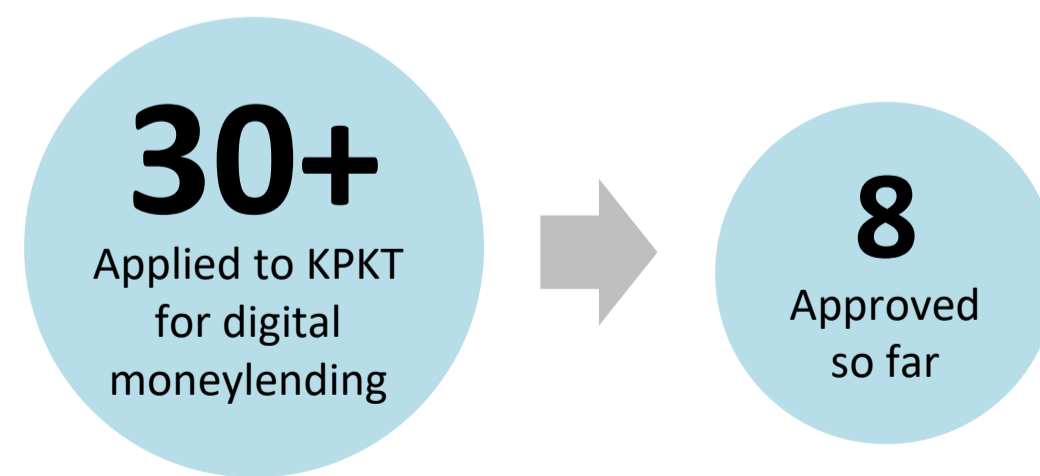 30+
Applied to KPKT
for digital
moneylending
8
Approved
so far